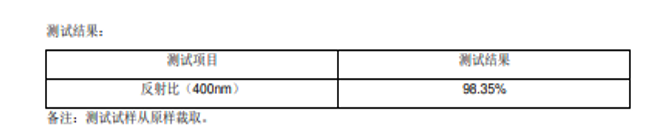 测试结果：
测试项目 测试结果
反射比（400nm） 98.35%
备注：测试试样从原样裁取。